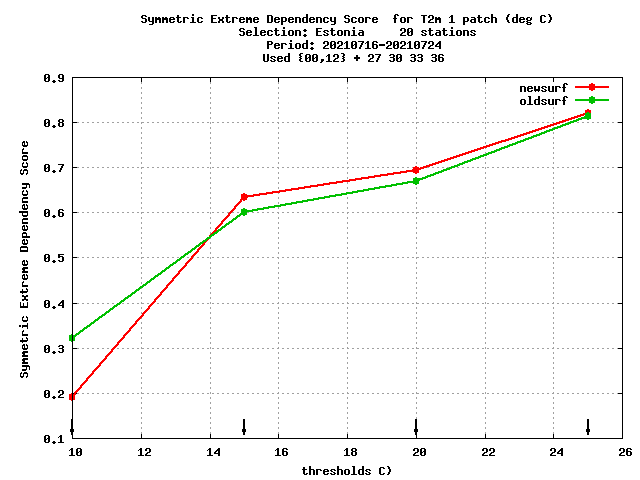 Symmetric Extreme Dependency Score  for T2m 1 patch (deg C)
Selection: Estonia     20 stations
Period: 20210716-20210724
Used {00,12} + 27 30 33 36
newsurf
oldsurf
0.9
0.8
0.7
0.6
0.5
0.4
0.3
0.2
0.1
Symmetric Extreme Dependency Score
10 12 14 16 18 20 22 24 26
thresholds C)